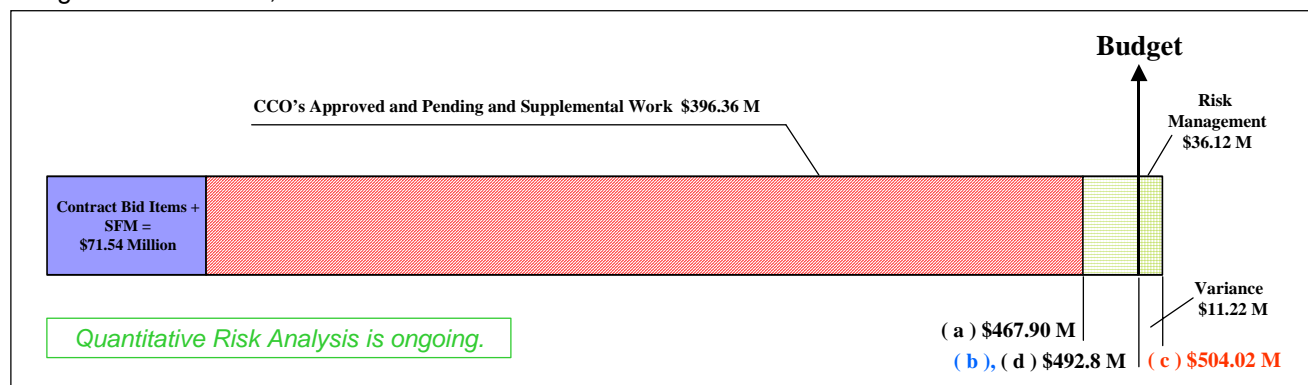 Budget
CCO's Approved and Pending and Supplemental Work $396.36 M
Risk
Management
$36.12 M
Contract Bid Items +
SFM =
$71.54 Million
Variance
$11.22 M
Quantitative Risk Analysis is ongoing.
( a ) $467.90 M
( b ), ( d ) $492.8 M
( c ) $504.02 M